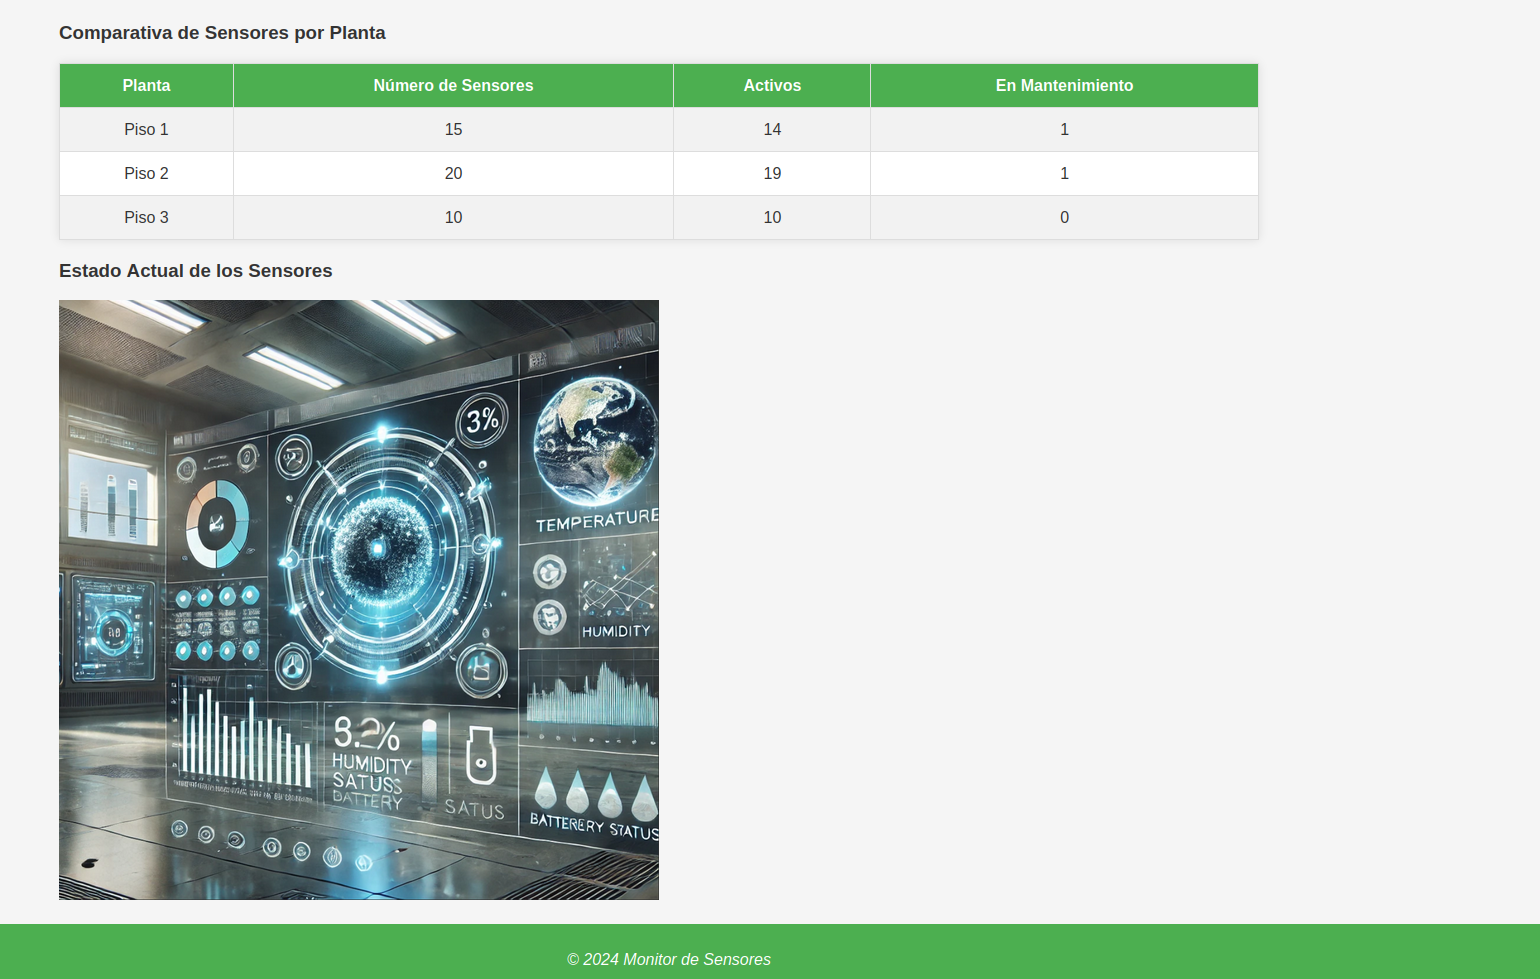 Comparativa de Sensores por Planta
Planta Número de Sensores Activos En Mantenimiento
Piso 1 15 14 1
Piso 2 20 19 1
Piso 3 10 10 0
Estado Actual de los Sensores
3%
TEMPERATURE
HUMIDITY
HUMIDITY
SATUSS
BATTERY
SATUS
BATTERERY STATUS
© 2024 Monitor de Sensores